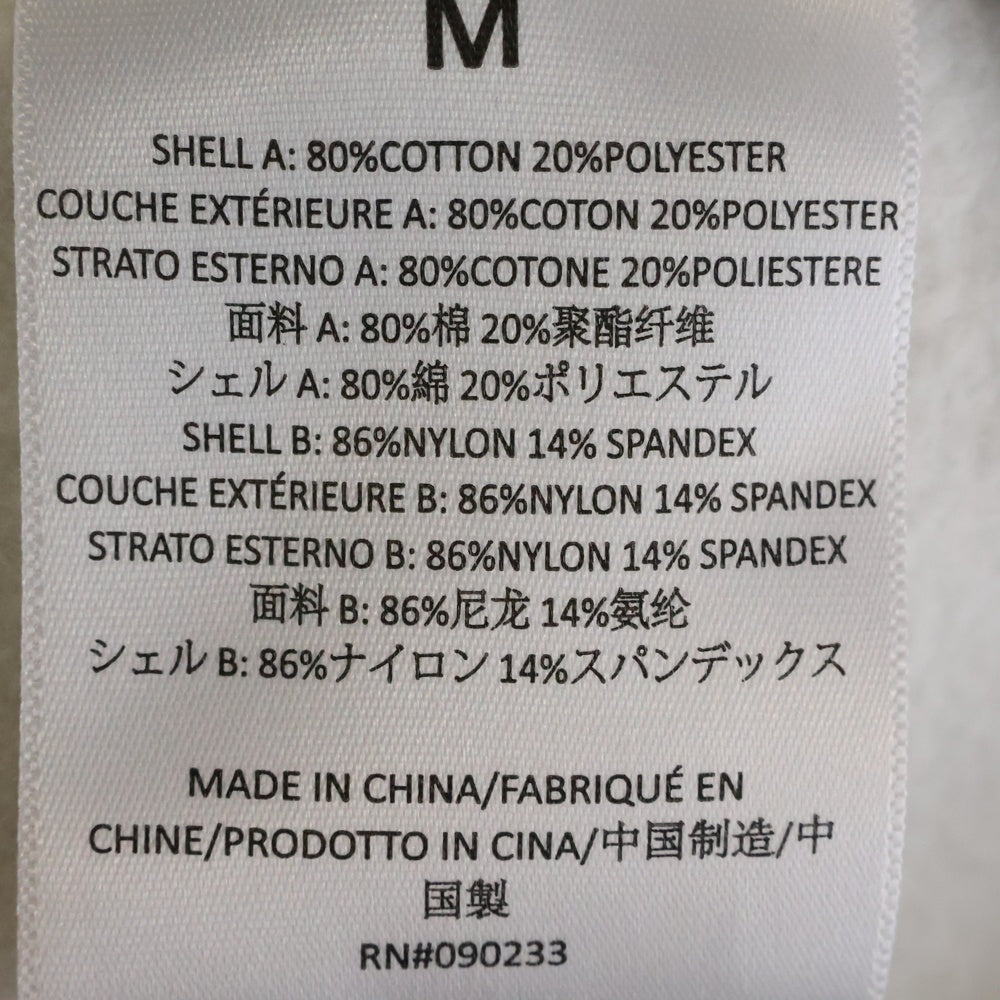 M
SHELL A: 80%COTTON 20%POLYESTER
COUCHE EXTÉRIEURE A: 80%COTON 20%POLYESTER
STRATO ESTERNO A: 80%COTONE 20%POLIESTERE
面料 A: 80%棉 20%聚酯纤维
シェル A: 80%綿 20%ポリエステル
SHELL B: 86%NYLON 14% SPANDEX
COUCHE EXTÉRIEURE B: 86%NYLON 14% SPANDEX
STRATO ESTERNO B: 86%NYLON 14% SPANDEX
面料 B: 86%尼龙 14%氨纶
シェル B: 86%ナイロン 14%スパンデックス
MADE IN CHINA/FABRIQUÉ EN
CHINE/PRODOTTO IN CINA/中国制造/中
国製
RN#090233